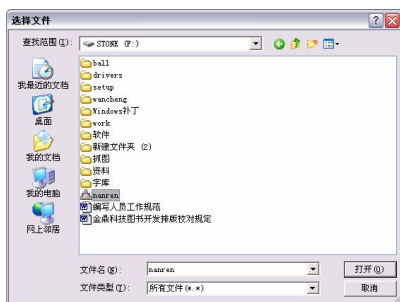 选择文件
查找范围(I): STONE (F:)
ball
drivers
setup
wancheng
Windows补丁
work
软件
新建文件夹 (2)
抓图
资料
字库
nanren
编写人员工作规范
金鼎科技图书开发排版校对规定
我最近的文档
桌面
我的文档
我的电脑
网上邻居
文件名(N): nanren 打开(O)
文件类型(T): 所有文件(*.*) 取消